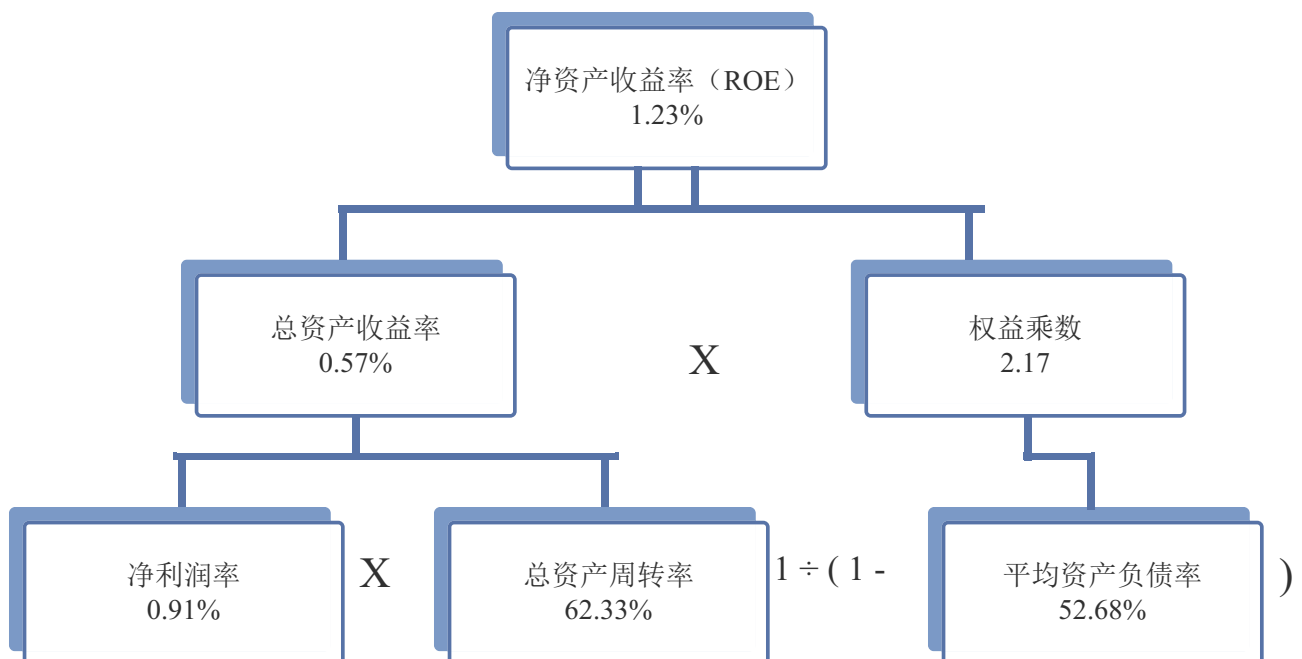 净资产收益率（ROE）
1.23%
总资产收益率
0.57%
X
权益乘数
2.17
净利润率
0.91%
X
总资产周转率
62.33%
1 ÷ ( 1 -
平均资产负债率
52.68%
)